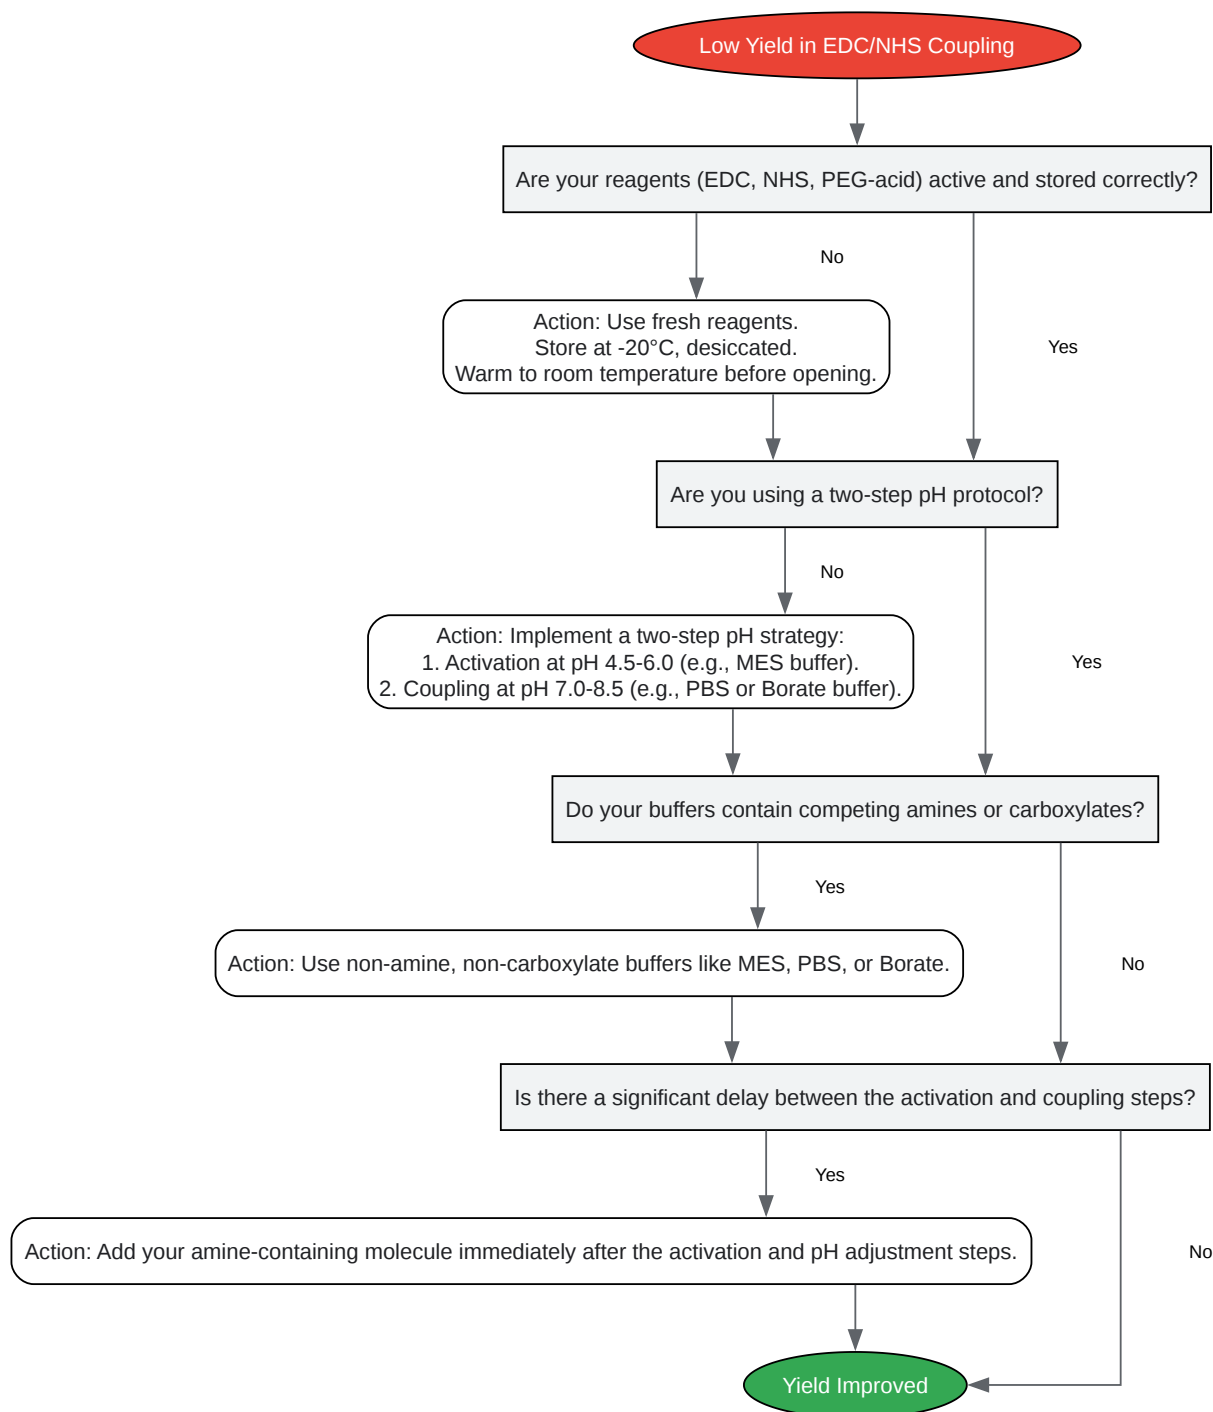 Low Yield in EDC/NHS Coupling
Are your reagents (EDC, NHS, PEG-acid) active and stored correctly?
No
Action: Use fresh reagents.
Store at -20°C, desiccated.
Warm to room temperature before opening.
Yes
Are you using a two-step pH protocol?
No
Action: Implement a two-step pH strategy:
1. Activation at pH 4.5-6.0 (e.g., MES buffer).
2. Coupling at pH 7.0-8.5 (e.g., PBS or Borate buffer).
Yes
Do your buffers contain competing amines or carboxylates?
Yes
Action: Use non-amine, non-carboxylate buffers like MES, PBS, or Borate.
No
Is there a significant delay between the activation and coupling steps?
Yes
Action: Add your amine-containing molecule immediately after the activation and pH adjustment steps.
No
Yield Improved